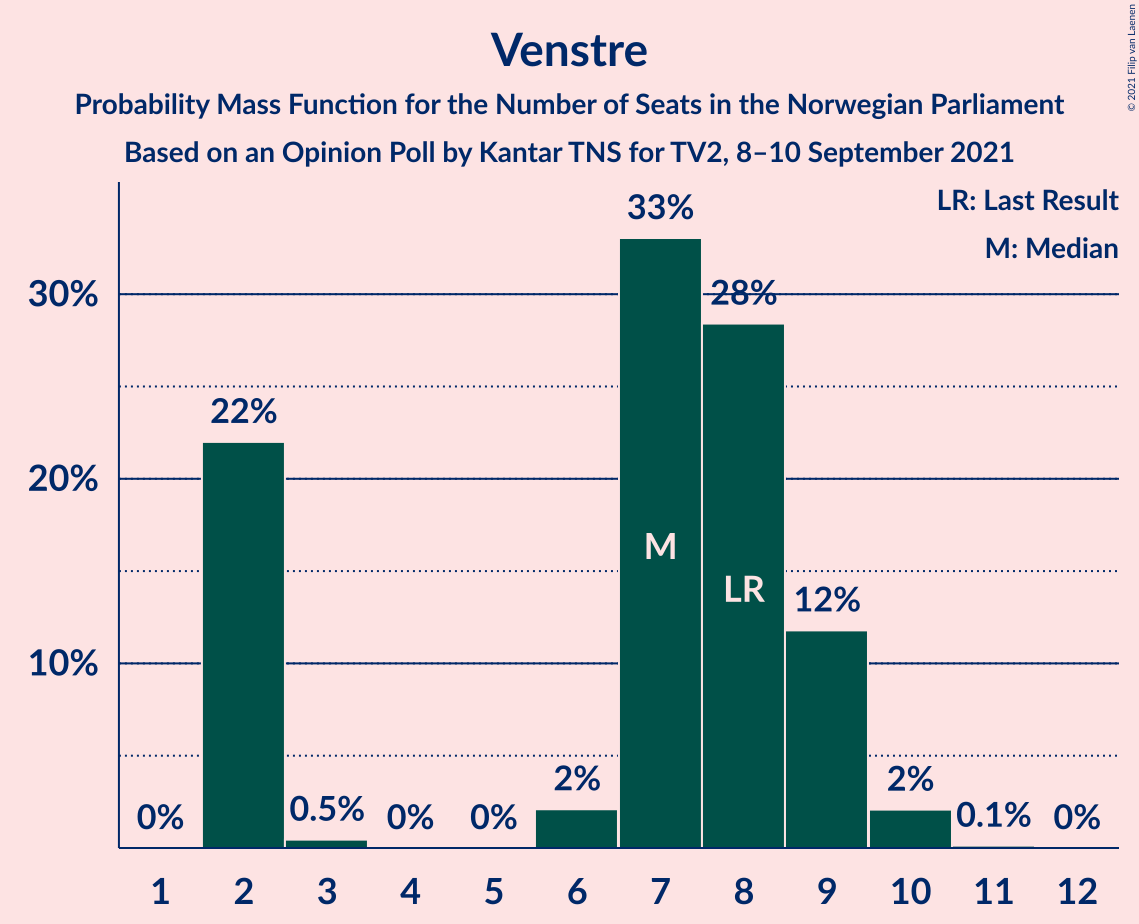 Venstre
Probability Mass Function for the Number of Seats in the Norwegian Parliament
Based on an Opinion Poll by Kantar TNS for TV2, 8–10 September 2021
© 2021 Filip van Laenen
LR: Last Result
M: Median
30%
20%
10%
0%
22%
0.5%
0%
0%
2%
33%
28%
12%
2%
0.1%
0%
M
LR
1 2 3 4 5 6 7 8 9 10 11 12